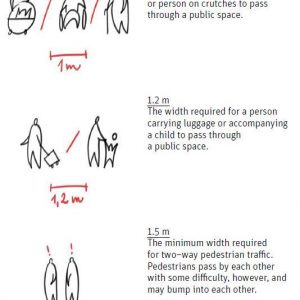 or person on crutches to pass
through a public space.
1m
1.2 m
The width required for a person
carrying luggage or accompanying
a child to pass through
a public space.
1,2 m
1.5 m
The minimum width required
for two-way pedestrian traffic.
Pedestrians pass by each other
with some difficulty, however, and
may bump into each other.